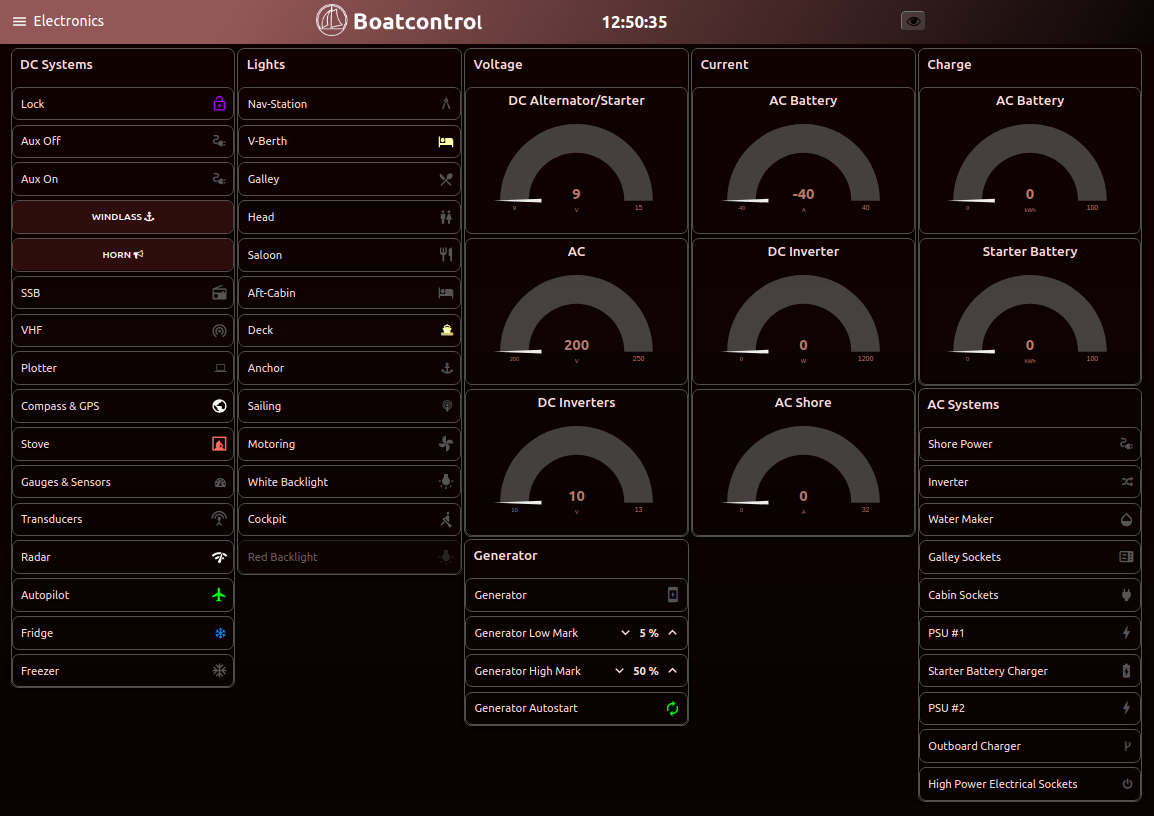 Electronics
Boatcontrol
12:50:35
DC Systems
Lock
Aux Off
Aux On
WINDLASS
HORN
SSB
VHF
Plotter
Compass & GPS
Stove
Gauges & Sensors
Transducers
Radar
Autopilot
Fridge
Freezer
Lights
Nav-Station
V-Berth
Galley
Head
Saloon
Aft-Cabin
Deck
Anchor
Sailing
Motoring
White Backlight
Cockpit
Red Backlight
Voltage
DC Alternator/Starter
9
9 V 15
AC
200
200 V 250
DC Inverters
10
10 V 13
Generator
Generator
Generator Low Mark 5 %
Generator High Mark 50 %
Generator Autostart
Current
AC Battery
-40
-40 A 40
DC Inverter
0
0 W 1200
AC Shore
0
0 A 32
Charge
AC Battery
0
0 kWh 100
Starter Battery
0
0 kWh 100
AC Systems
Shore Power
Inverter
Water Maker
Galley Sockets
Cabin Sockets
PSU #1
Starter Battery Charger
PSU #2
Outboard Charger
High Power Electrical Sockets